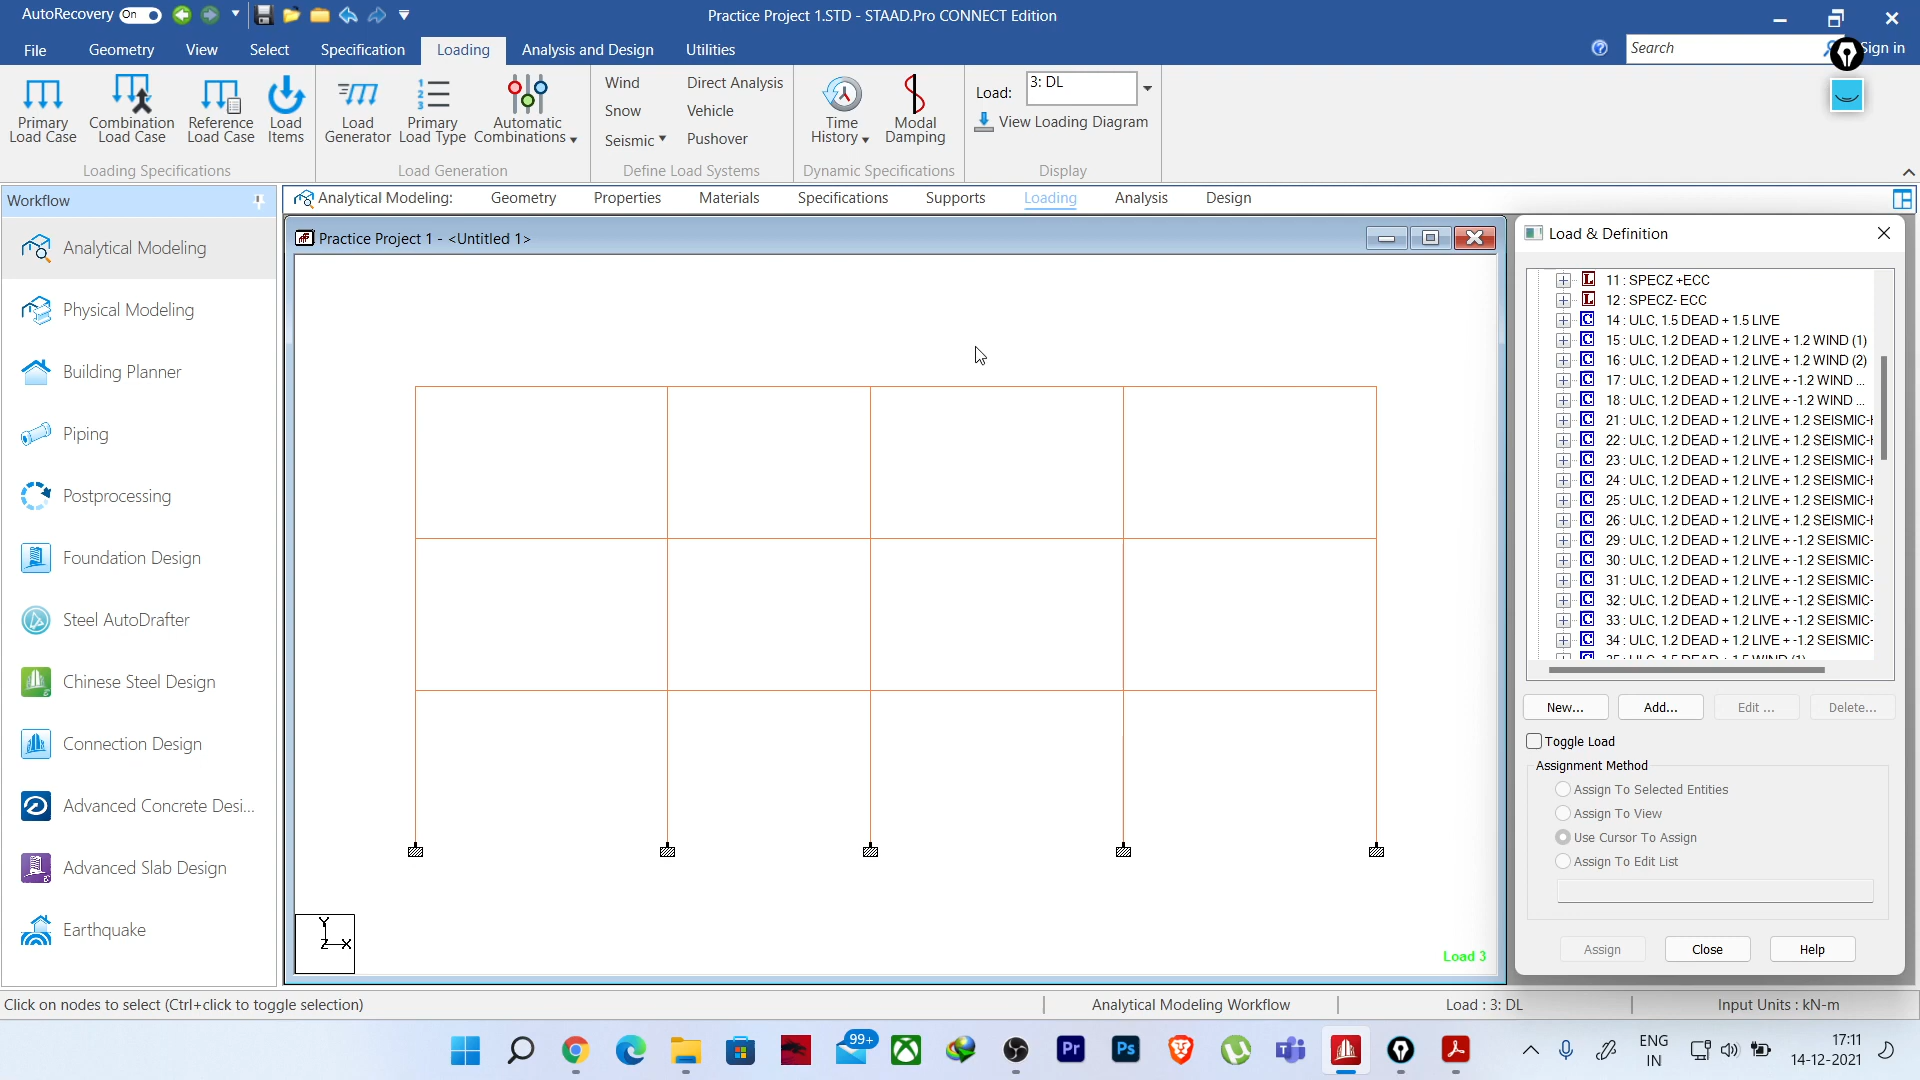 AutoRecovery On
Practice Project 1.STD - STAAD.Pro CONNECT Edition
File Geometry View Select Specification Loading Analysis and Design Utilities
Search
Sign in
Primary Load Case
Combination Load Case
Reference Load Case
Load Items
Loading Specifications
Load Generator
Primary Load Type
Automatic Combinations
Load Generation
Wind Direct Analysis
Snow Vehicle
Seismic Pushover
Define Load Systems
Time History
Modal Damping
Dynamic Specifications
Load: 3: DL
View Loading Diagram
Display
Workflow
Analytical Modeling
Physical Modeling
Building Planner
Piping
Postprocessing
Foundation Design
Steel AutoDrafter
Chinese Steel Design
Connection Design
Advanced Concrete Desi...
Advanced Slab Design
Earthquake
Analytical Modeling: Geometry Properties Materials Specifications Supports Loading Analysis Design
Practice Project 1 - <Untitled 1>
Y
Z X
Load 3
Load & Definition
11 : SPECZ +ECC
12 : SPECZ- ECC
14 : ULC, 1.5 DEAD + 1.5 LIVE
15 : ULC, 1.2 DEAD + 1.2 LIVE + 1.2 WIND (1)
16 : ULC, 1.2 DEAD + 1.2 LIVE + 1.2 WIND (2)
17 : ULC, 1.2 DEAD + 1.2 LIVE + -1.2 WIND ...
18 : ULC, 1.2 DEAD + 1.2 LIVE + -1.2 WIND ...
21 : ULC, 1.2 DEAD + 1.2 LIVE + 1.2 SEISMIC-H
22 : ULC, 1.2 DEAD + 1.2 LIVE + 1.2 SEISMIC-H
23 : ULC, 1.2 DEAD + 1.2 LIVE + 1.2 SEISMIC-H
24 : ULC, 1.2 DEAD + 1.2 LIVE + 1.2 SEISMIC-H
25 : ULC, 1.2 DEAD + 1.2 LIVE + 1.2 SEISMIC-H
26 : ULC, 1.2 DEAD + 1.2 LIVE + 1.2 SEISMIC-H
29 : ULC, 1.2 DEAD + 1.2 LIVE + -1.2 SEISMIC-
30 : ULC, 1.2 DEAD + 1.2 LIVE + -1.2 SEISMIC-
31 : ULC, 1.2 DEAD + 1.2 LIVE + -1.2 SEISMIC-
32 : ULC, 1.2 DEAD + 1.2 LIVE + -1.2 SEISMIC-
33 : ULC, 1.2 DEAD + 1.2 LIVE + -1.2 SEISMIC-
34 : ULC, 1.2 DEAD + 1.2 LIVE + -1.2 SEISMIC-
35 : ULC, 1.5 DEAD + 1.5 WIND (1)
New... Add... Edit ... Delete...
Toggle Load
Assignment Method
Assign To Selected Entities
Assign To View
Use Cursor To Assign
Assign To Edit List
Assign Close Help
Click on nodes to select (Ctrl+click to toggle selection)
Analytical Modeling Workflow
Load : 3: DL
Input Units : kN-m
99+
Pr
Ps
ENG
IN
17:11
14-12-2021